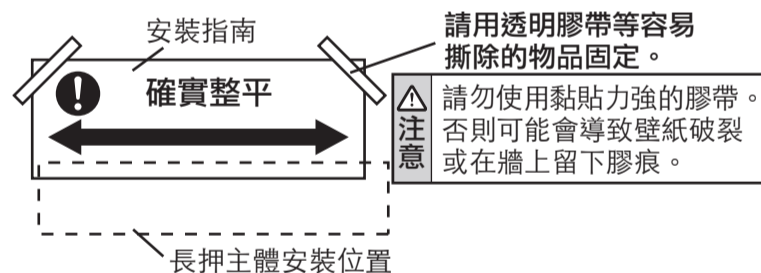 安裝指南
請用透明膠帶等容易
撕除的物品固定。
確實整平
注意
請勿使用黏貼力強的膠帶。
否則可能會導致壁紙破裂
或在牆上留下膠痕。
長押主體安裝位置